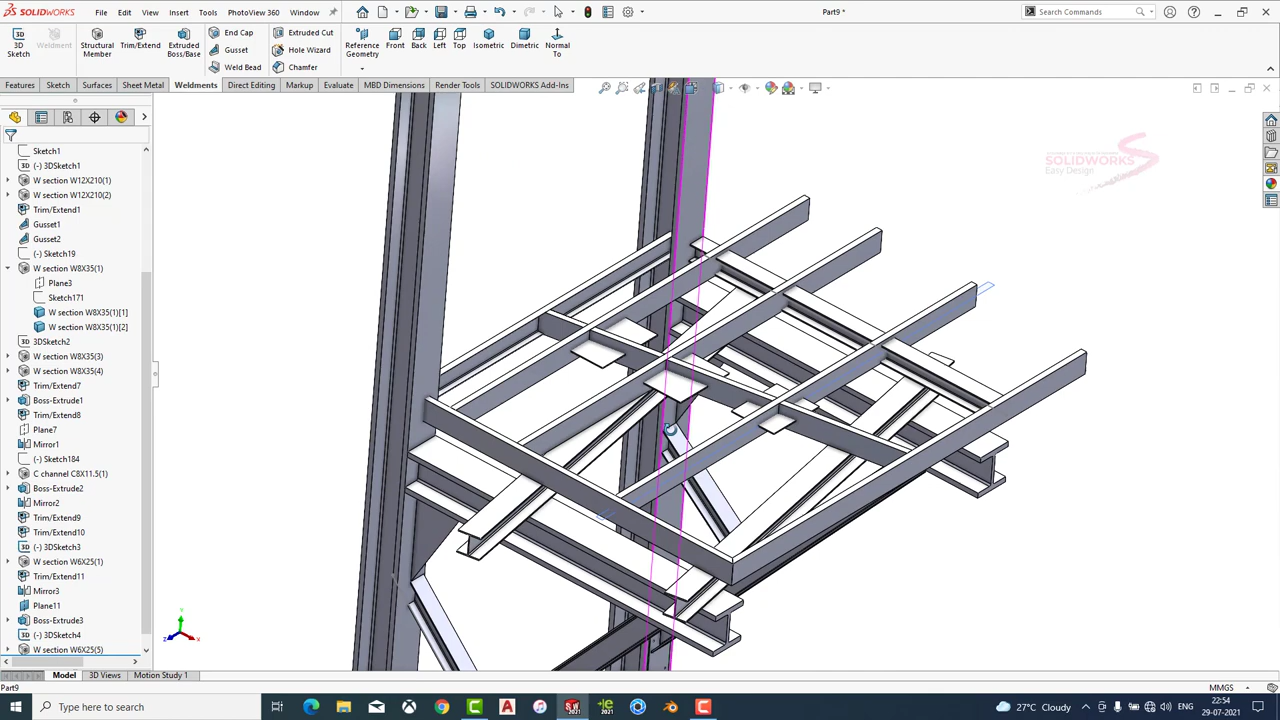 SOLIDWORKS
File
Edit
View
Insert
Tools
PhotoView 360
Window
Part9 *
Search Commands
3D Sketch
Weldment
Structural Member
Trim/Extend
Extruded Boss/Base
End Cap
Gusset
Weld Bead
Extruded Cut
Hole Wizard
Chamfer
Reference Geometry
Front
Back
Left
Top
Isometric
Dimetric
Normal To
Features
Sketch
Surfaces
Sheet Metal
Weldments
Direct Editing
Markup
Evaluate
MBD Dimensions
Render Tools
SOLIDWORKS Add-Ins
Sketch1
(-) 3DSketch1
W section W12X210(1)
W section W12X210(2)
Trim/Extend1
Gusset1
Gusset2
(-) Sketch19
W section W8X35(1)
Plane3
Sketch171
W section W8X35(1)[1]
W section W8X35(1)[2]
3DSketch2
W section W8X35(3)
W section W8X35(4)
Trim/Extend7
Boss-Extrude1
Trim/Extend8
Plane7
Mirror1
(-) Sketch184
C channel C8X11.5(1)
Boss-Extrude2
Mirror2
Trim/Extend9
Trim/Extend10
(-) 3DSketch3
W section W6X25(1)
Trim/Extend11
Mirror3
Plane11
Boss-Extrude3
(-) 3DSketch4
W section W6X25(5)
SOLIDWORKS
Easy Design
Y
X
Z
Model
3D Views
Motion Study 1
Part9
MMGS
Type here to search
27°C Cloudy
ENG
22:54
29-07-2021